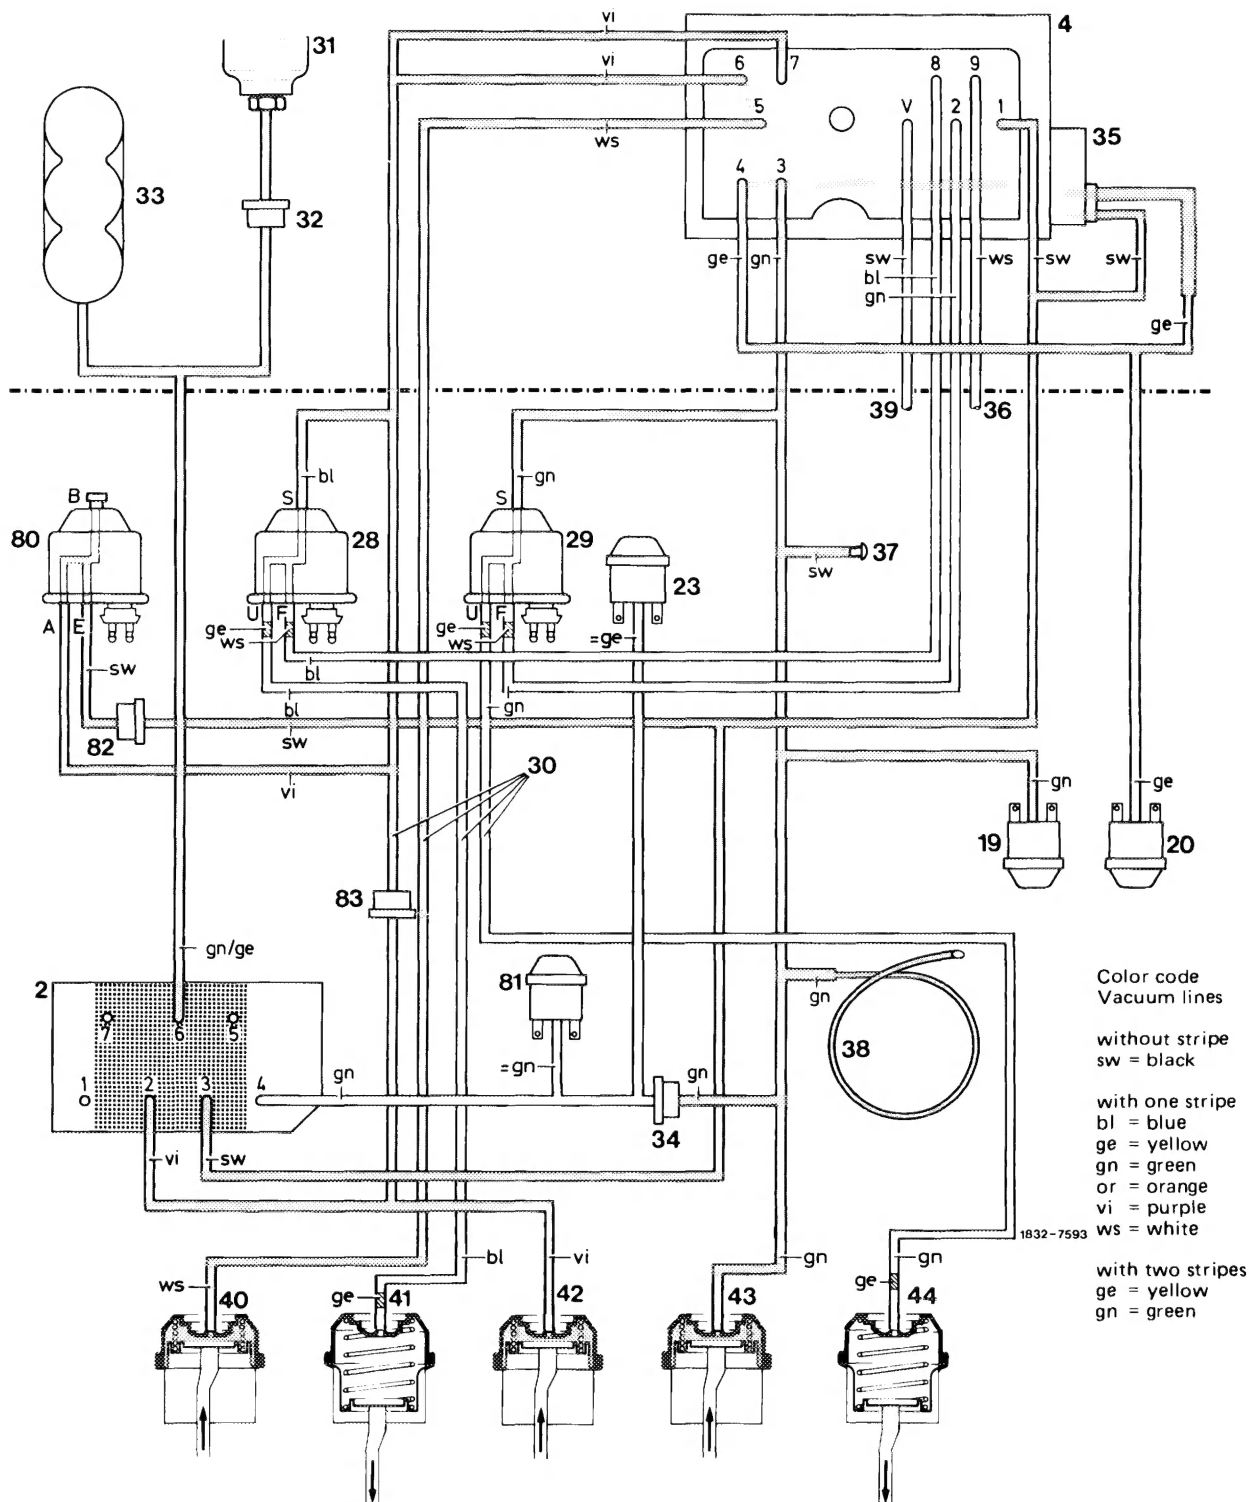 vi
31
4
vi
6
7
8
9
5
V
2
1
35
33
ws
4
3
32
ge
gn
sw
ws
sw
sw
bl
gn
ge
39
36
bl
gn
B
S
S
80
28
29
23
37
sw
A
E
U
F
U
F
ge
ws
ge
ws
=ge
sw
bl
bl
gn
82
sw
30
vi
gn
ge
19
20
83
gn/ge
2
81
gn
7
6
5
38
1
2
3
4
gn
=gn
gn
34
vi
sw
bl
vi
gn
gn
ws
40
ge
41
42
43
ge
44
1832-7593
Color code
Vacuum lines
without stripe
sw = black
with one stripe
bl = blue
ge = yellow
gn = green
or = orange
vi = purple
ws = white
with two stripes
ge = yellow
gn = green